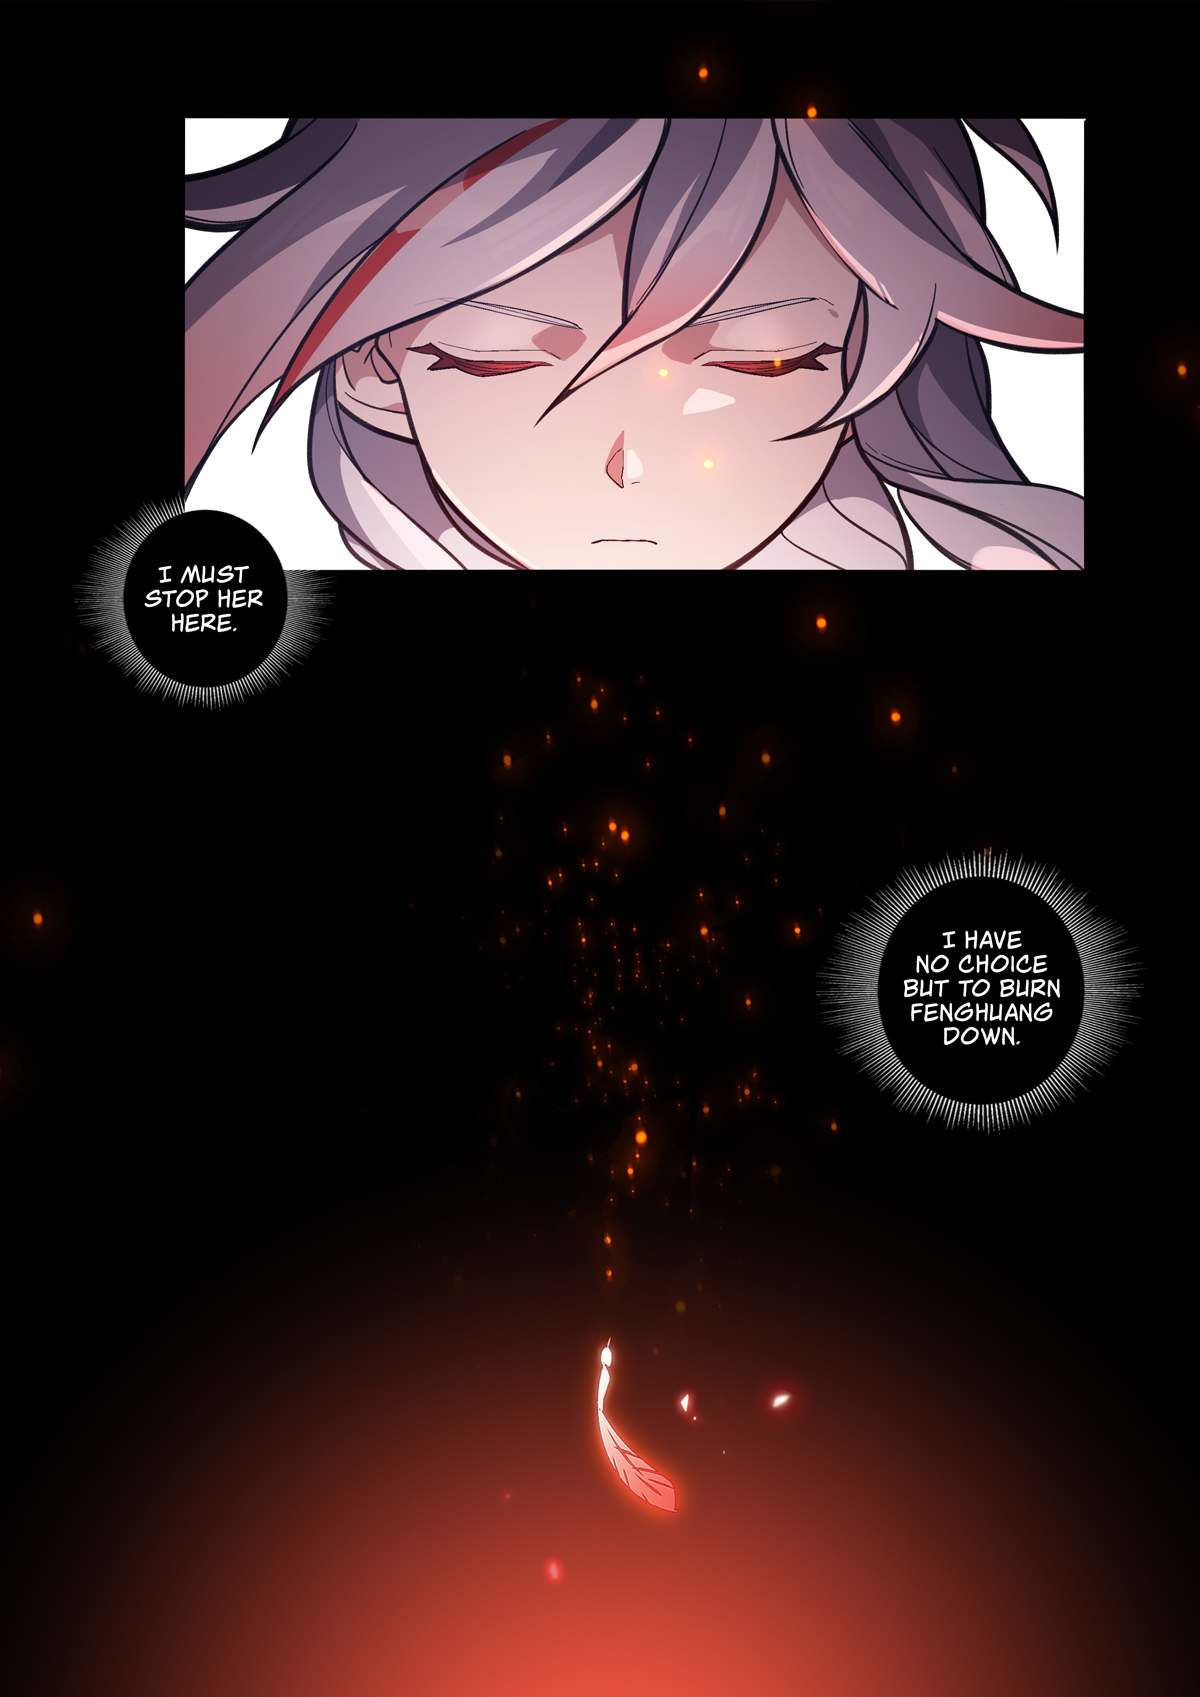 I MUST
STOP HER
HERE.
I HAVE
NO CHOICE
BUT TO BURN
FENGHUANG
DOWN.